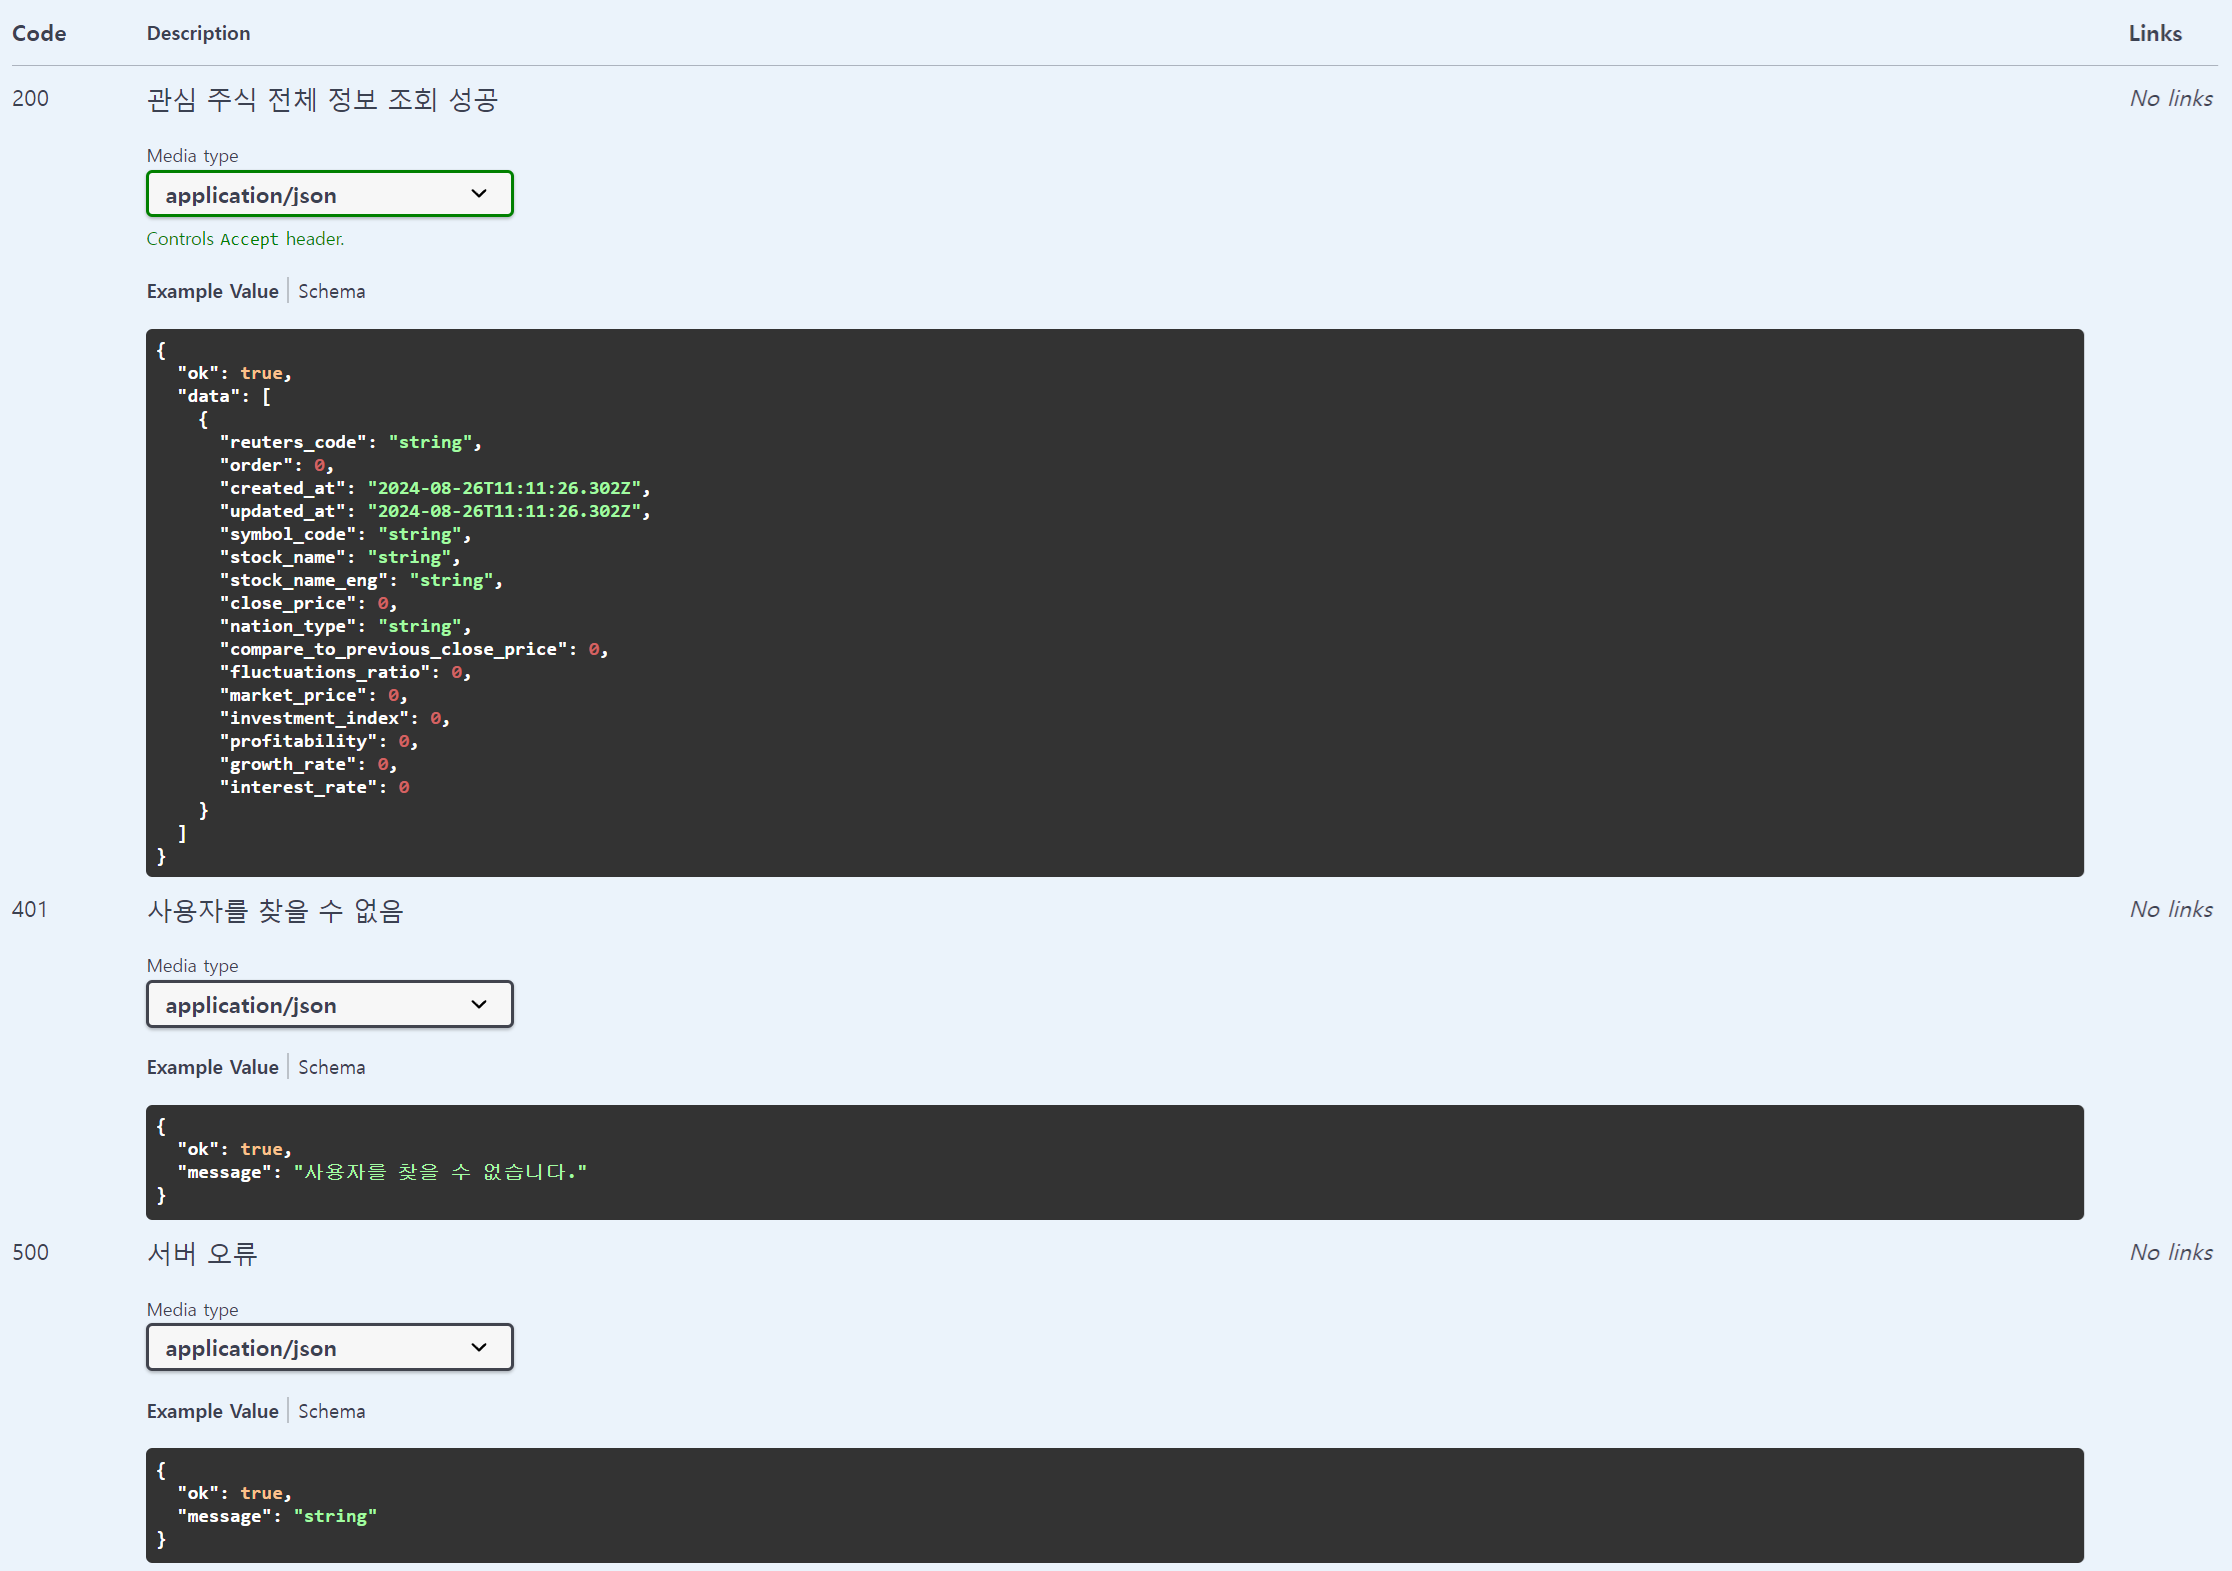 Code Description Links
200 관심 주식 전체 정보 조회 성공 No links
Media type
application/json
Controls Accept header.
Example Value Schema
{
  "ok": true,
  "data": [
    {
      "reuters_code": "string",
      "order": 0,
      "created_at": "2024-08-26T11:11:26.302Z",
      "updated_at": "2024-08-26T11:11:26.302Z",
      "symbol_code": "string",
      "stock_name": "string",
      "stock_name_eng": "string",
      "close_price": 0,
      "nation_type": "string",
      "compare_to_previous_close_price": 0,
      "fluctuations_ratio": 0,
      "market_price": 0,
      "investment_index": 0,
      "profitability": 0,
      "growth_rate": 0,
      "interest_rate": 0
    }
  ]
}
401 사용자를 찾을 수 없음 No links
Media type
application/json
Example Value Schema
{
  "ok": true,
  "message": "사용자를 찾을 수 없습니다."
}
500 서버 오류 No links
Media type
application/json
Example Value Schema
{
  "ok": true,
  "message": "string"
}